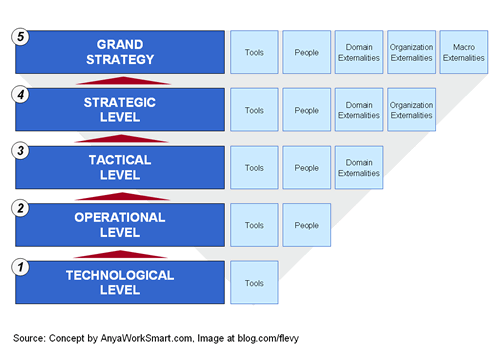 5
GRAND
STRATEGY
Tools
People
Domain
Externalities
Organization
Externalities
Macro
Externalities
4
STRATEGIC
LEVEL
Tools
People
Domain
Externalities
Organization
Externalities
3
TACTICAL
LEVEL
Tools
People
Domain
Externalities
2
OPERATIONAL
LEVEL
Tools
People
1
TECHNOLOGICAL
LEVEL
Tools
Source: Concept by AnyaWorkSmart.com, Image at blog.com/flevy